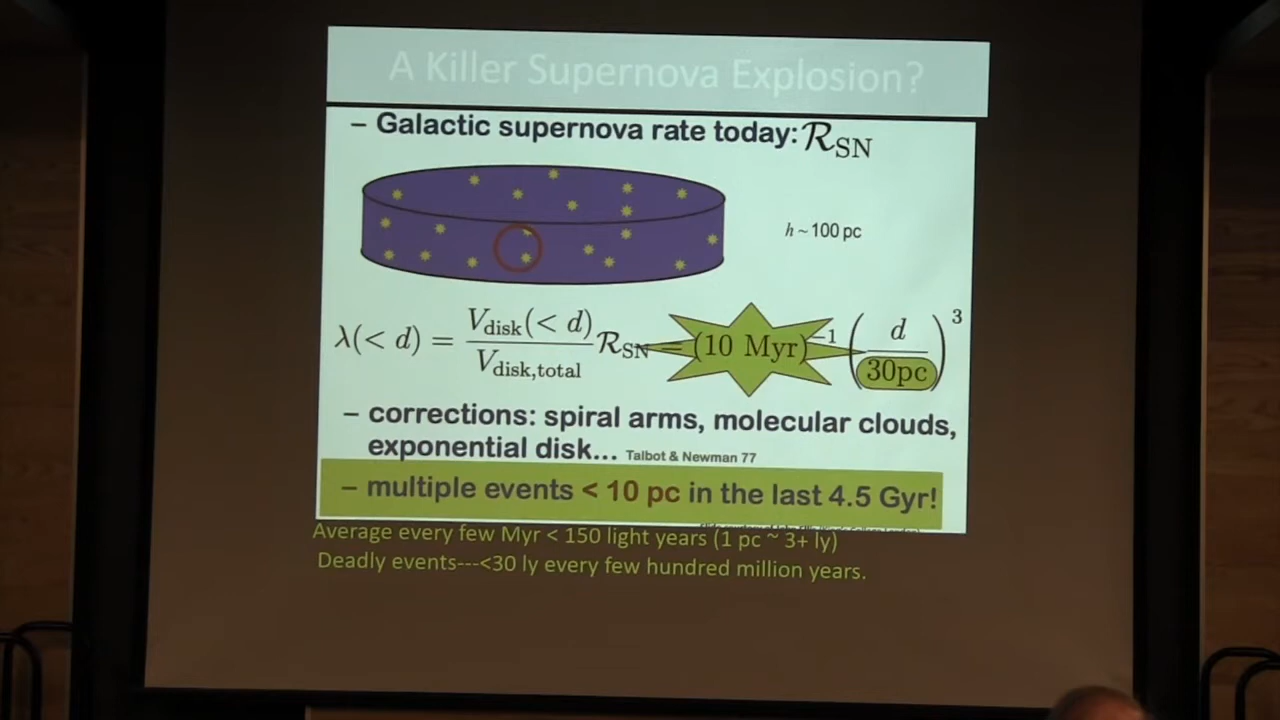 A Killer Supernova Explosion?
– Galactic supernova rate today: ℛSN
h ~ 100 pc
λ(< d) = Vdisk(< d) / Vdisk,total ℛSN = (10 Myr)⁻¹ (d / 30pc)³
– corrections: spiral arms, molecular clouds,
exponential disk... Talbot & Newman 77
– multiple events < 10 pc in the last 4.5 Gyr!
Average every few Myr < 150 light years (1 pc ~ 3+ ly)
Deadly events---<30 ly every few hundred million years.